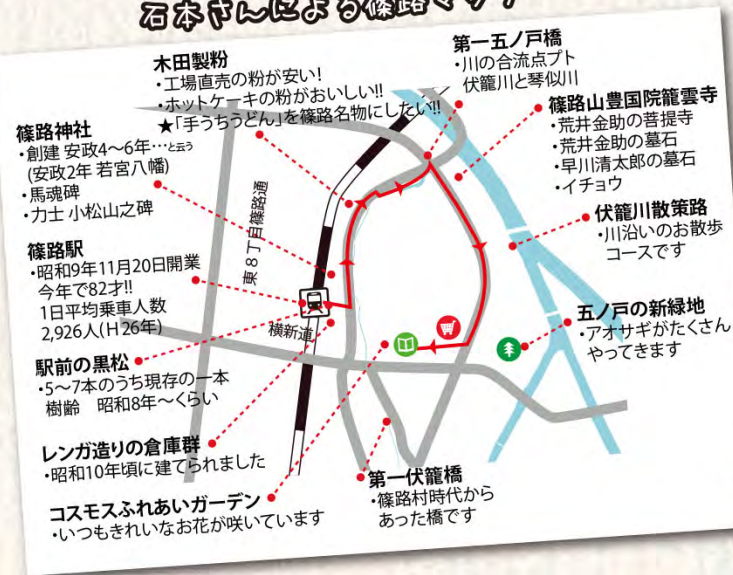 石本さんによる篠路マップ
木田製粉
・工場直売の粉が安い!
・ホットケーキの粉がおいしい!!
★「手うちうどん」を篠路名物にしたい!!
第一五ノ戸橋
・川の合流点プト
伏籠川と琴似川
篠路山豊国院龍雲寺
・荒井金助の菩提寺
・荒井金助の墓石
・早川清太郎の墓石
・イチョウ
篠路神社
・創建 安政4〜6年…と云う
(安政2年 若宮八幡)
・馬魂碑
・力士 小松山之碑
伏籠川散策路
・川沿いのお散歩
コースです
篠路駅
・昭和9年11月20日開業
今年で82才!!
1日平均乗車人数
2,926人(H26年)
東8丁目篠路通
横新道
五ノ戸の新緑地
・アオサギがたくさん
やってきます
駅前の黒松
・5〜7本のうち現存の一本
樹齢 昭和8年〜くらい
レンガ造りの倉庫群
・昭和10年頃に建てられました
コスモスふれあいガーデン
・いつもきれいなお花が咲いています
第一伏籠橋
・篠路村時代から
あった橋です